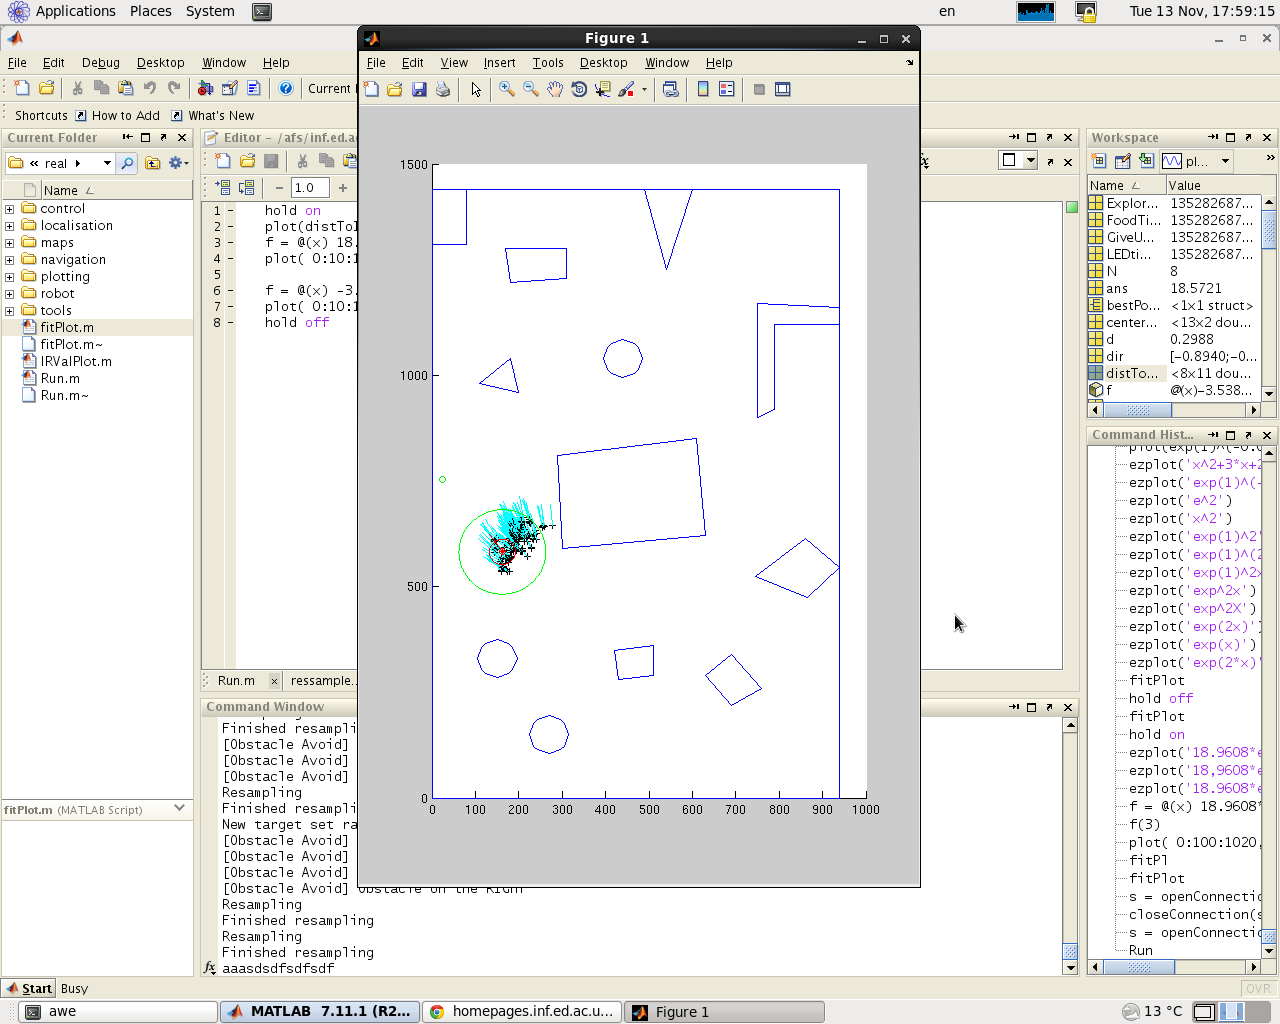 Applications Places System en Tue 13 Nov, 17:59:15
Figure 1
File Edit Debug Desktop Window Help
File Edit View Insert Tools Desktop Window Help
Current
Shortcuts How to Add What's New
Current Folder
« real
Name
control
localisation
maps
navigation
plotting
robot
tools
fitPlot.m
fitPlot.m~
IRValPlot.m
Run.m
Run.m~
fitPlot.m (MATLAB Script)
Editor - /afs/inf.ed.ac
1.0
1 - hold on
2 - plot(distTo
3 - f = @(x) 18.
4 - plot( 0:10:1
5
6 - f = @(x) -3.
7 - plot( 0:10:1
8 - hold off
Run.m × ressample.
1500
1000
500
0
0 100 200 300 400 500 600 700 800 900 1000
Command Window
Finished resampli
[Obstacle Avoid]
[Obstacle Avoid]
[Obstacle Avoid]
Resampling
Finished resampli
New target set ra
[Obstacle Avoid]
[Obstacle Avoid]
[Obstacle Avoid]
[Obstacle Avoid] Obstacle on the Right
Resampling
Finished resampling
Resampling
Finished resampling
fx aaasdsdfsdfsdf
Workspace
pl...
Name Value
Explor... 135282687...
FoodTi... 135282687...
GiveU... 135282687...
LEDti... 135282687...
N 8
ans 18.5721
bestPo... <1x1 struct>
center... <13x2 dou...
d 0.2988
dir [-0.8940;-0...
distTo... <8x11 dou...
f @(x)-3.538...
Command Hist...
plot(exp(1)^(-0.0
ezplot('x^2+3*x+2
ezplot('exp(1)^(-
ezplot('e^2')
ezplot('x^2')
ezplot('exp(1)^2'
ezplot('exp(1)^(2
ezplot('exp(1)^2x
ezplot('exp^2x')
ezplot('exp^2X')
ezplot('exp(2x)')
ezplot('exp(x)')
ezplot('exp(2*x)'
fitPlot
hold off
fitPlot
hold on
ezplot('18.9608*e
ezplot('18,9608*e
ezplot('18.9608*e
f = @(x) 18.9608*
f(3)
plot( 0:100:1020,
fitPl
fitPlot
s = openConnectio
closeConnection(s
s = openConnectio
Run
Start Busy OVR
awe MATLAB 7.11.1 (R2... homepages.inf.ed.ac.u... Figure 1 13 °C